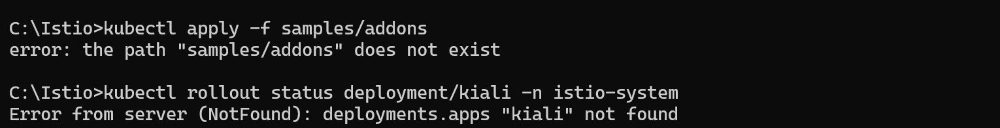 C:\Istio>kubectl apply -f samples/addons
error: the path "samples/addons" does not exist
C:\Istio>kubectl rollout status deployment/kiali -n istio-system
Error from server (NotFound): deployments.apps "kiali" not found